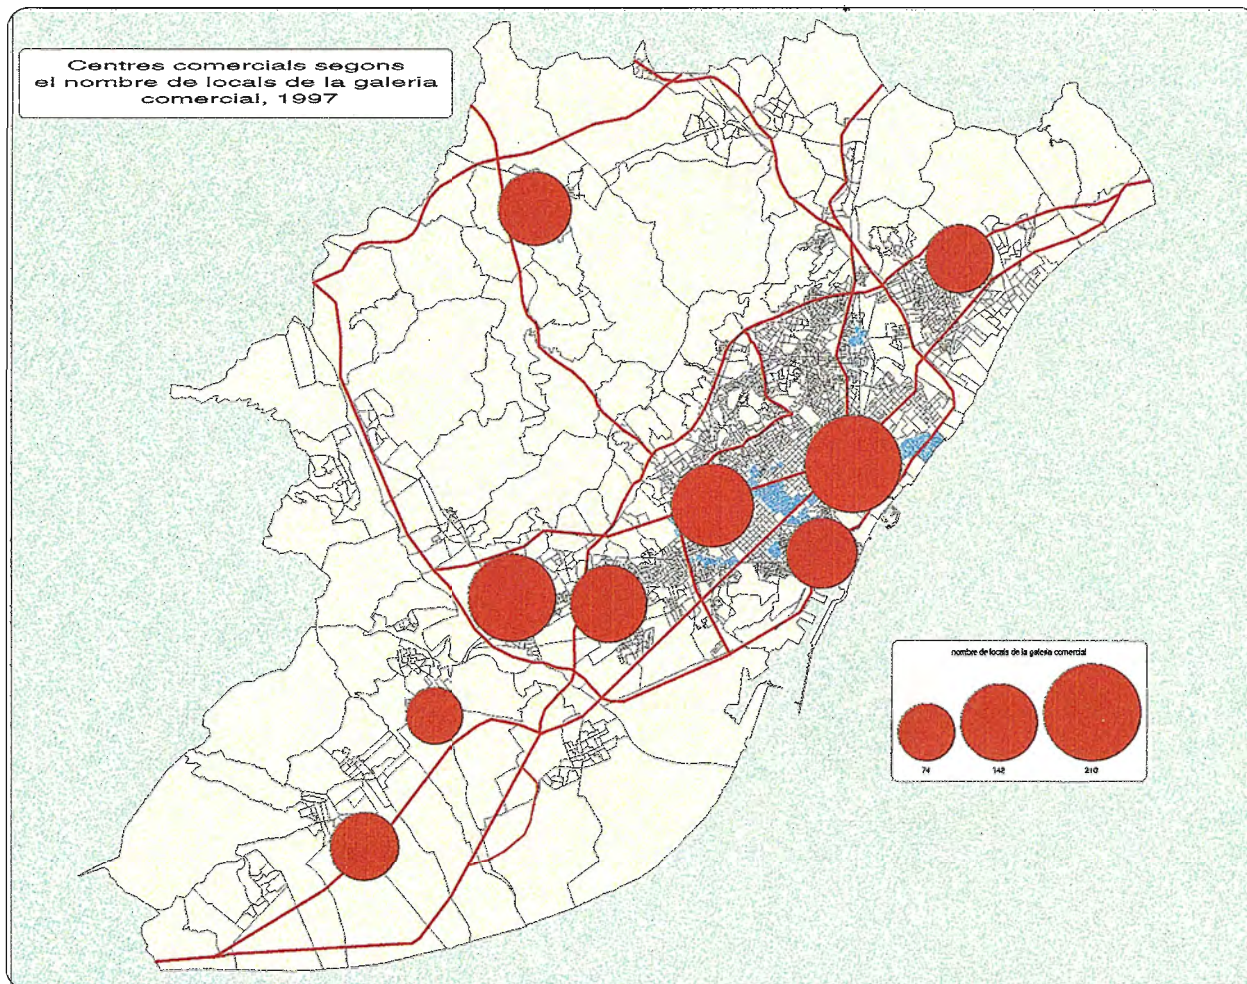 Centres comercials segons
el nombre de locals de la galeria
comercial, 1997
nombre de locals de la galeria comercial
74 142 210